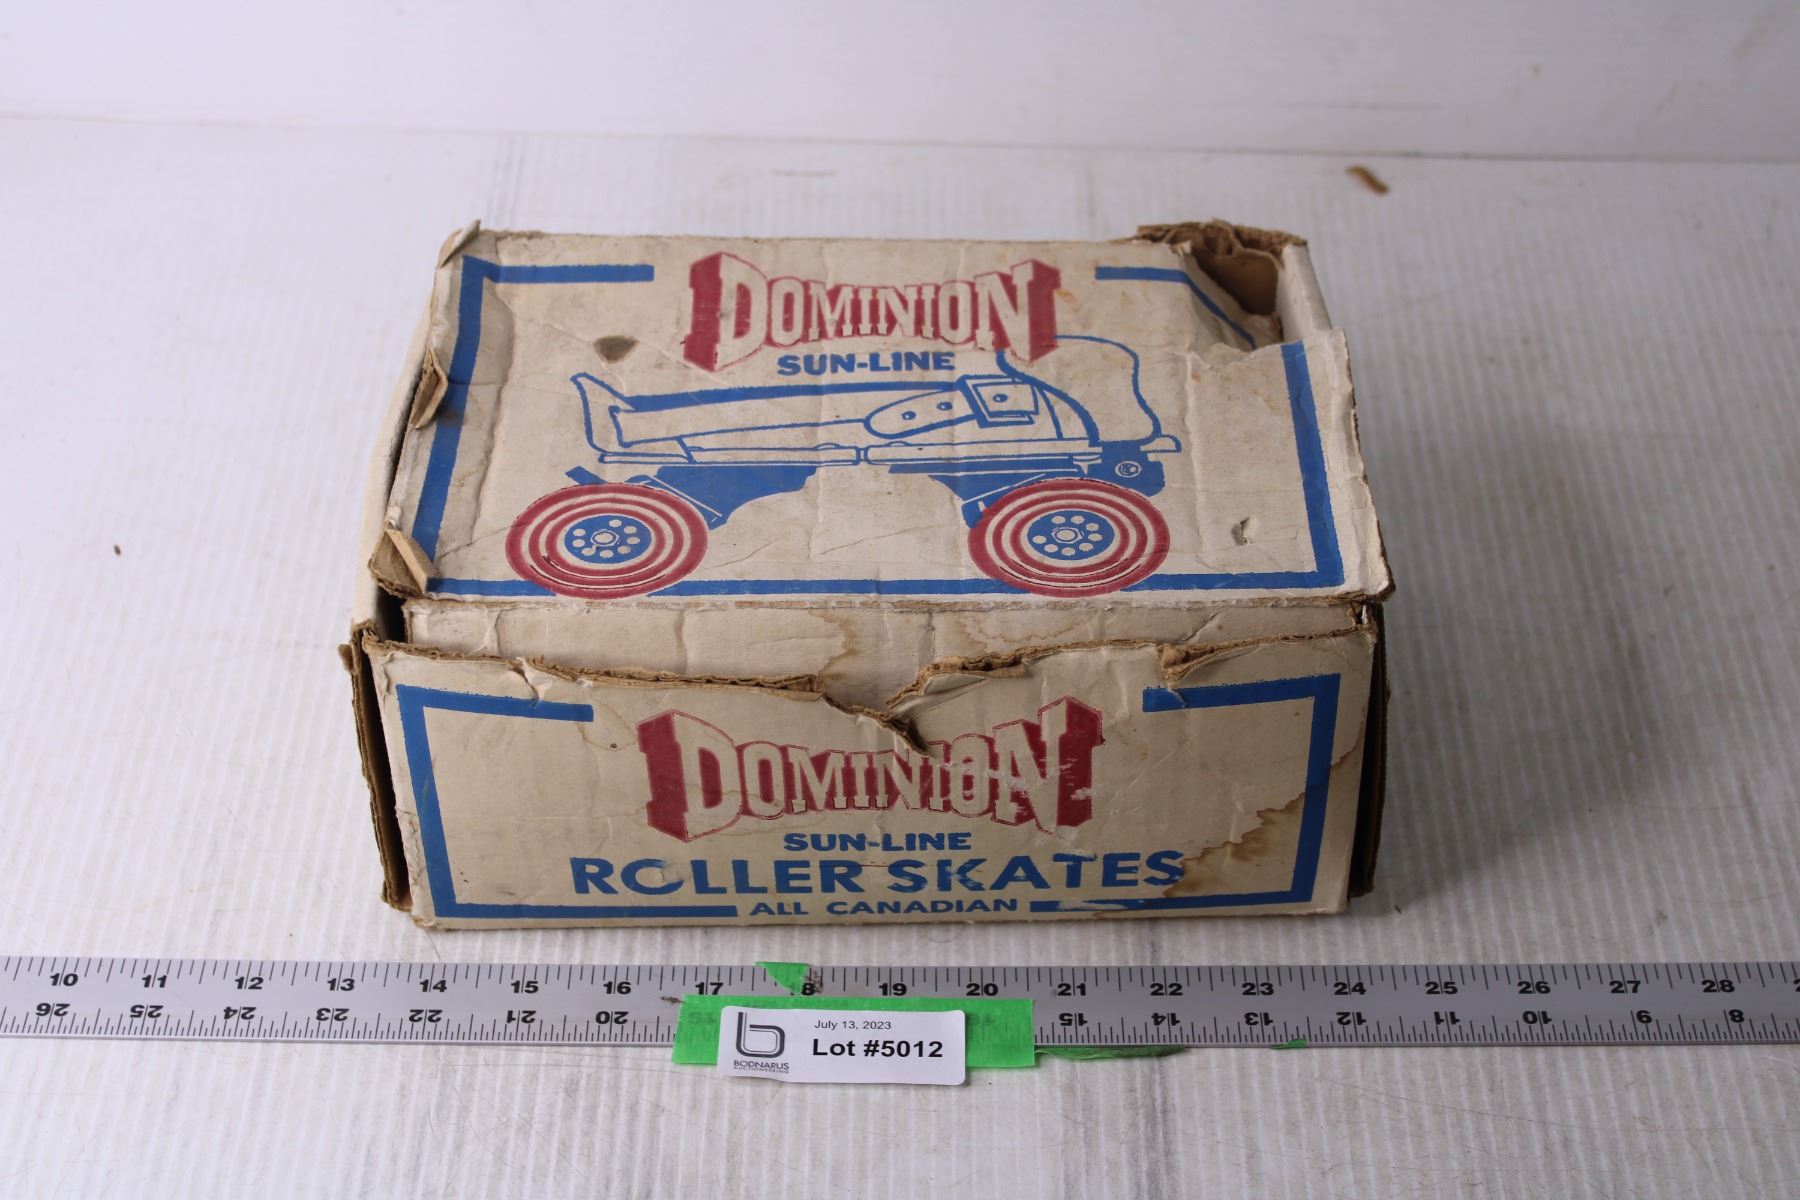 DOMINION
SUN-LINE
DOMINION
SUN-LINE
ROLLER SKATES
ALL CANADIAN
10 11 12 13 14 15 16 17 18 19 20 21 22 23 24 25 26 27 28
26 25 24 23 22 21 20 15 14 13 12 11 10 9 8
July 13, 2023
Lot #5012
BODNARUS
AUCTIONEERING